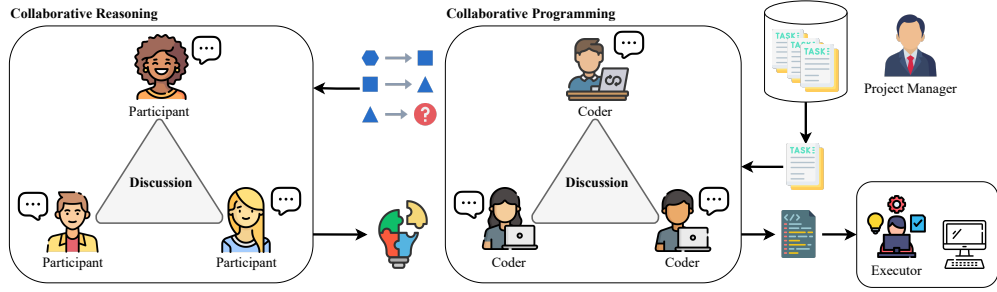 Collaborative Reasoning
Participant
Discussion
Participant
Participant
?
Collaborative Programming
Coder
Discussion
Coder
Coder
TASK
TASK
TASK
Project Manager
TASK
</>
Executor